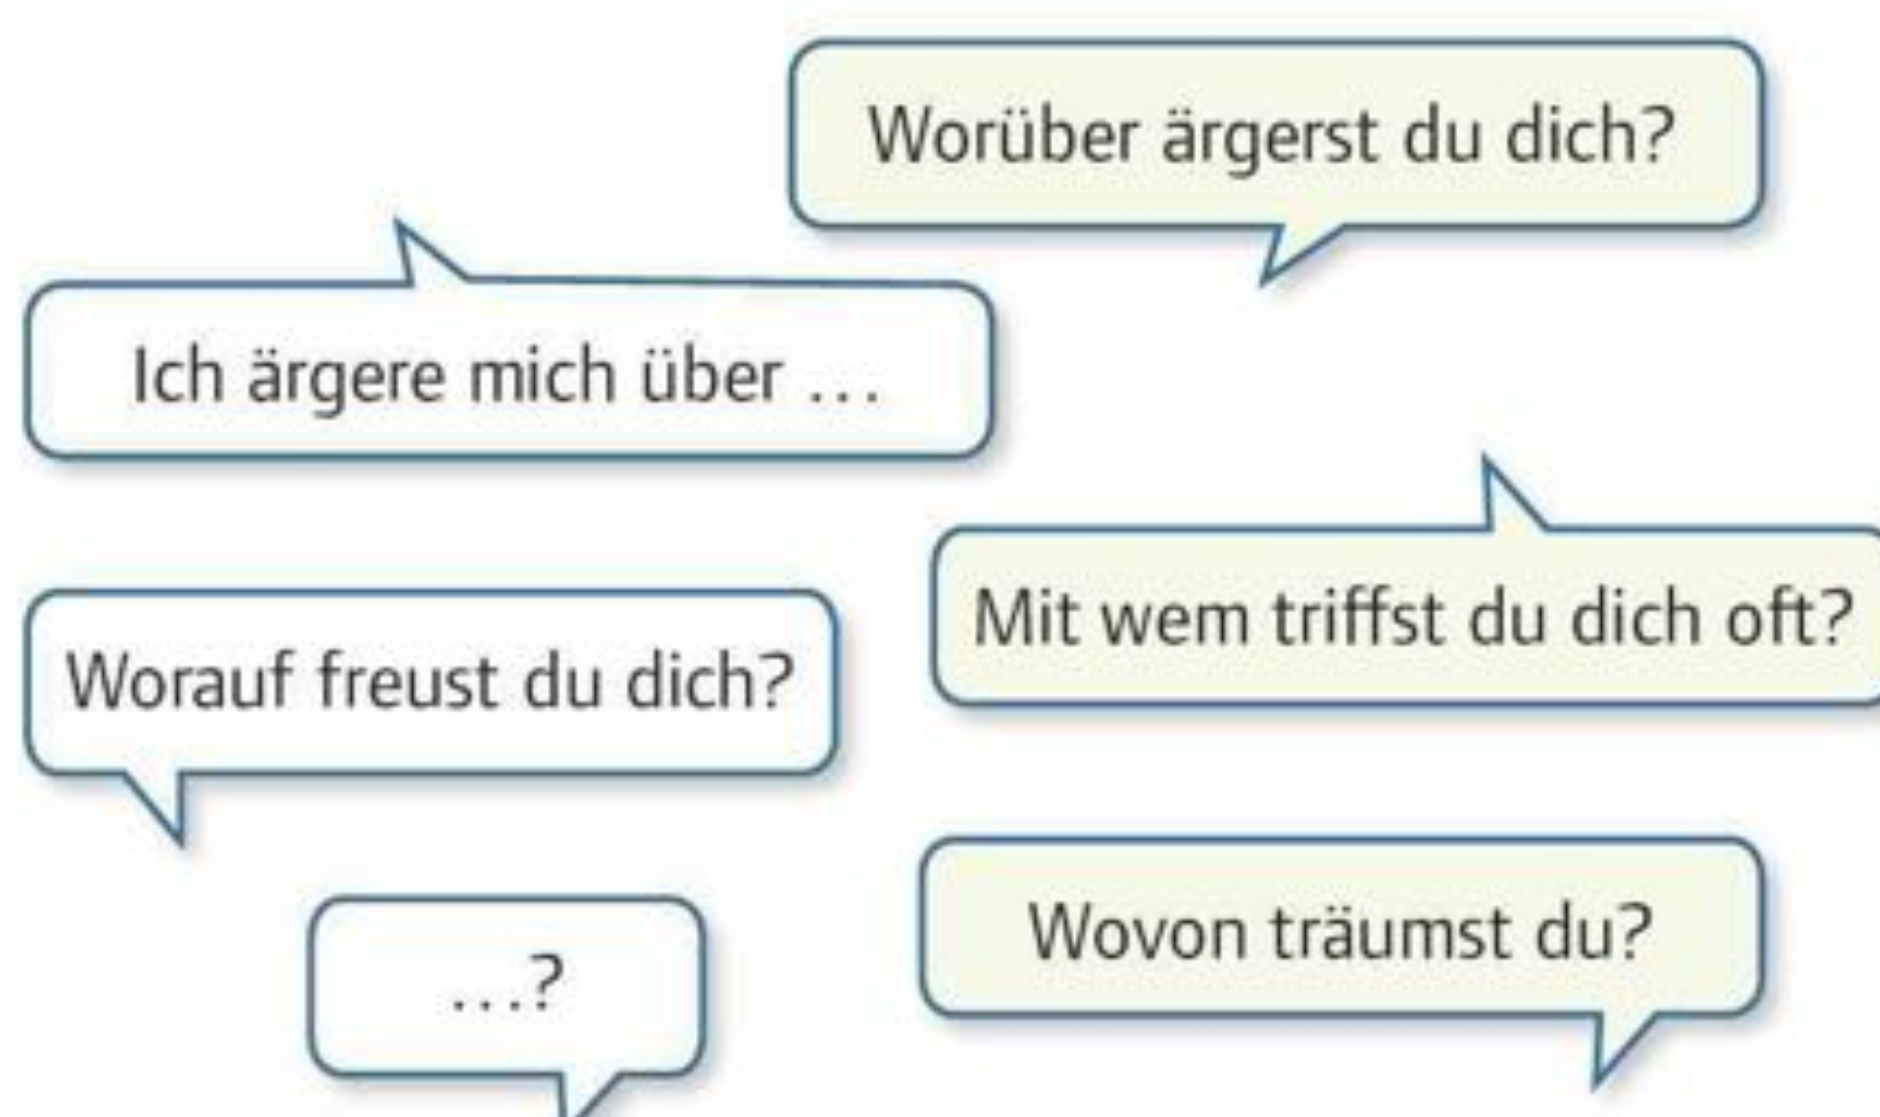 Worüber ärgerst du dich?
Ich ärgere mich über ...
Mit wem triffst du dich oft?
Worauf freust du dich?
Wovon träumst du?
...?